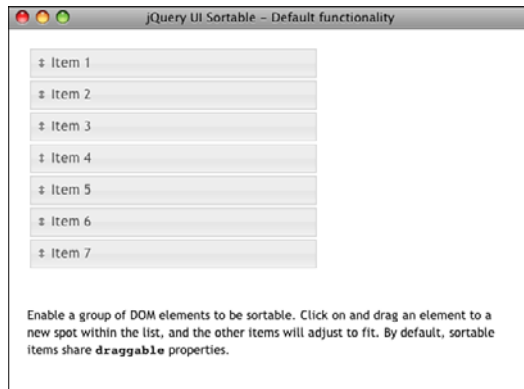 jQuery UI Sortable – Default functionality
Item 1
Item 2
Item 3
Item 4
Item 5
Item 6
Item 7
Enable a group of DOM elements to be sortable. Click on and drag an element to a
new spot within the list, and the other items will adjust to fit. By default, sortable
items share draggable properties.